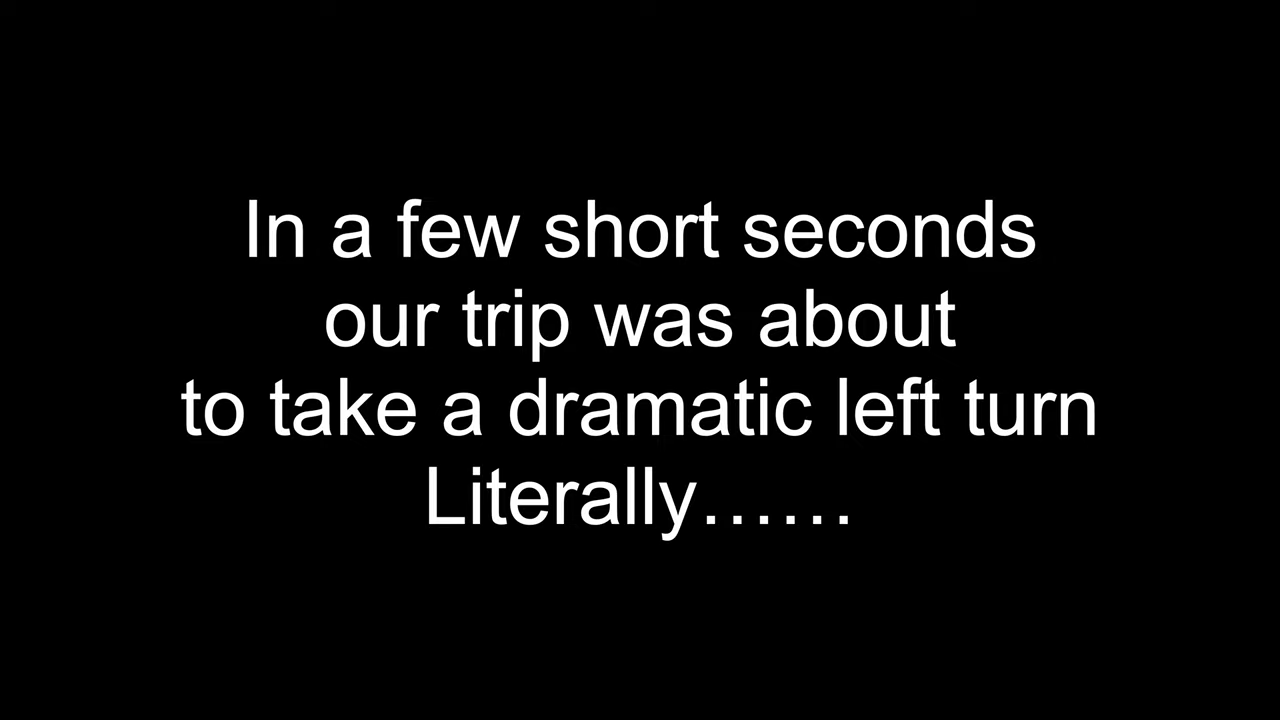 In a few short seconds
our trip was about
to take a dramatic left turn
Literally……